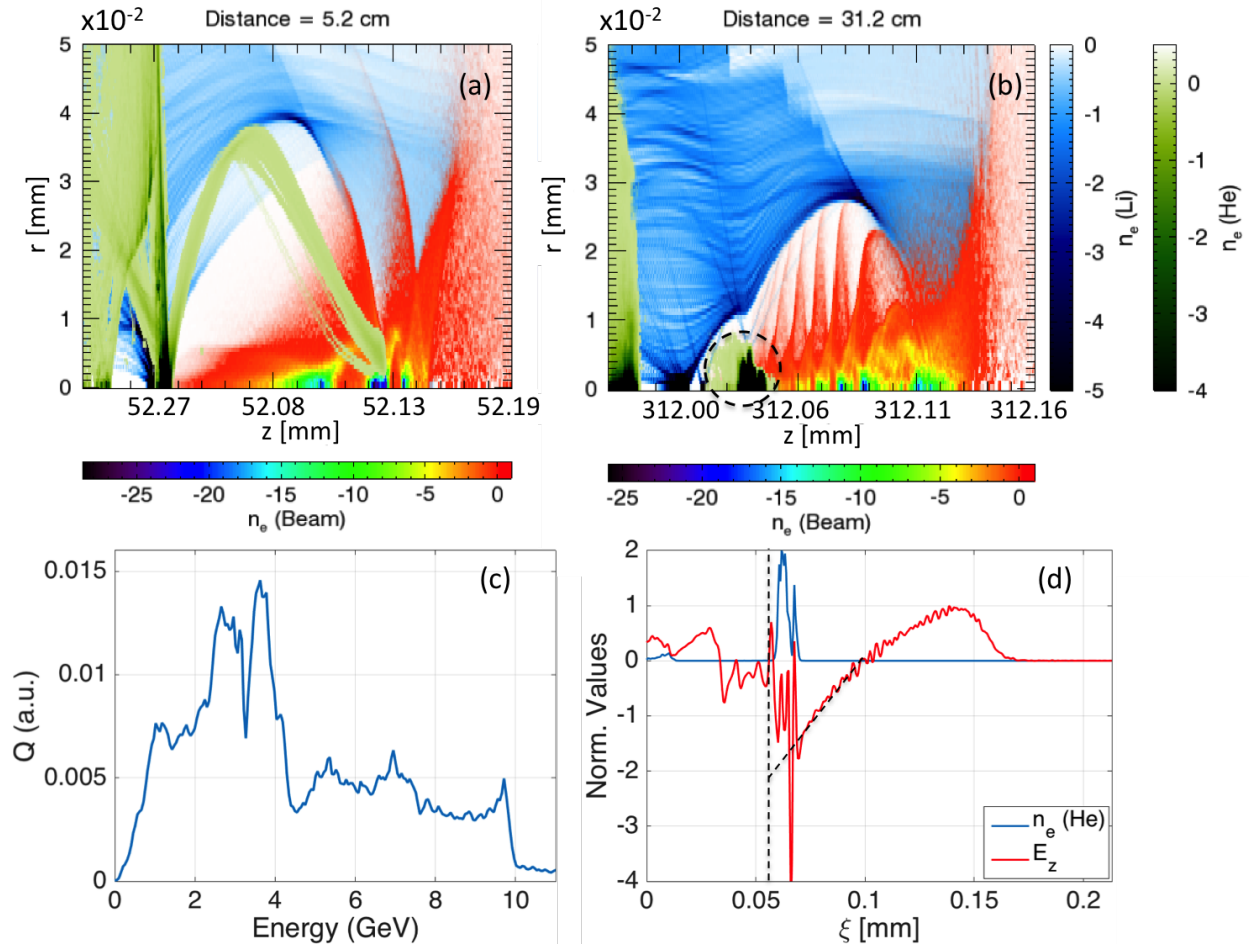 x10⁻²
Distance = 5.2 cm
5
4
3
2
1
0
r [mm]
(a)
52.27
52.08
52.13
52.19
z [mm]
-25
-20
-15
-10
-5
0
nₑ (Beam)
x10⁻²
Distance = 31.2 cm
5
4
3
2
1
0
r [mm]
(b)
312.00
312.06
312.11
312.16
z [mm]
-25
-20
-15
-10
-5
0
nₑ (Beam)
0
-1
-2
-3
-4
-5
nₑ (Li)
0
-1
-2
-3
-4
nₑ (He)
0.015
0.01
0.005
0
Q (a.u.)
(c)
0
2
4
6
8
10
Energy (GeV)
2
1
0
-1
-2
-3
-4
Norm. Values
(d)
nₑ (He)
E_z
0
0.05
0.1
0.15
0.2
ξ [mm]